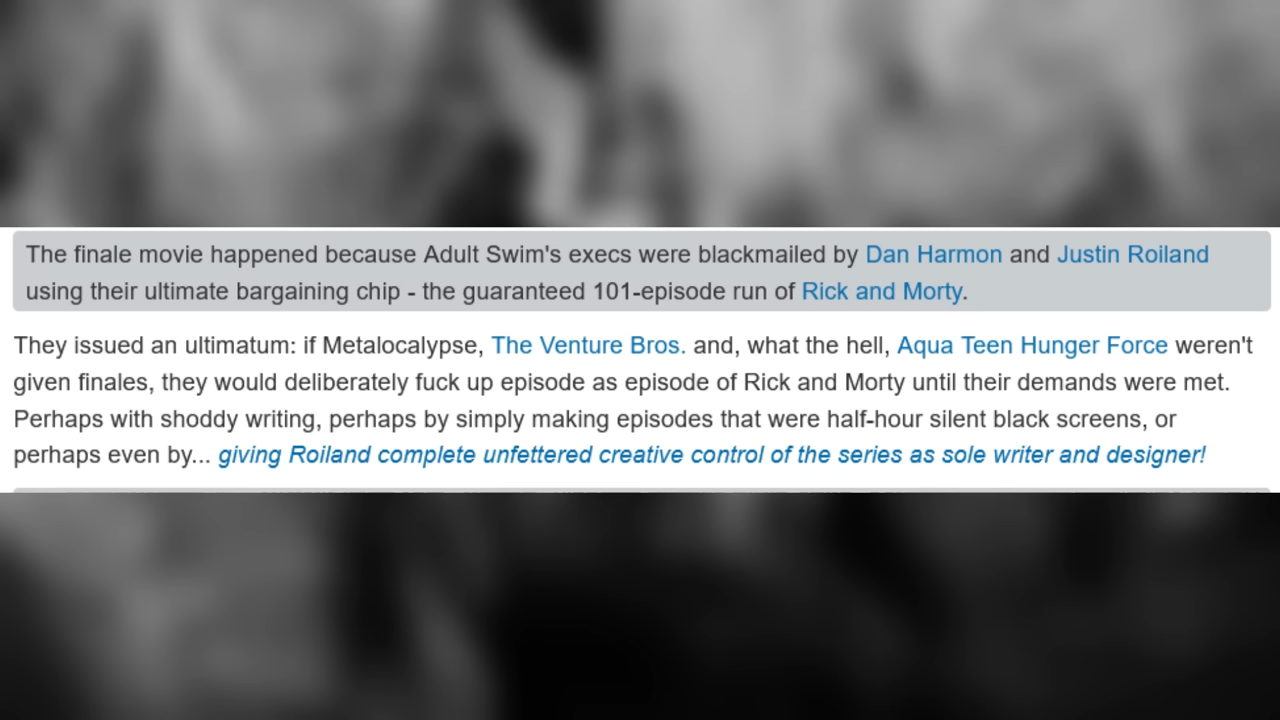 The finale movie happened because Adult Swim's execs were blackmailed by Dan Harmon and Justin Roiland
using their ultimate bargaining chip - the guaranteed 101-episode run of Rick and Morty.
They issued an ultimatum: if Metalocalypse, The Venture Bros. and, what the hell, Aqua Teen Hunger Force weren't
given finales, they would deliberately fuck up episode as episode of Rick and Morty until their demands were met.
Perhaps with shoddy writing, perhaps by simply making episodes that were half-hour silent black screens, or
perhaps even by... giving Roiland complete unfettered creative control of the series as sole writer and designer!